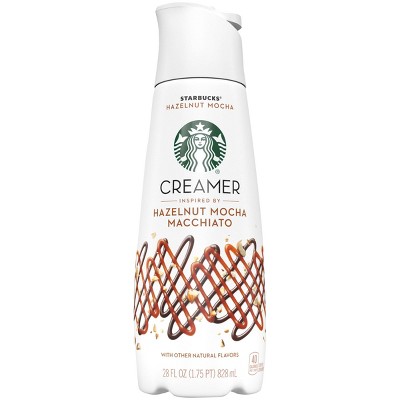 STARBUCKS®
HAZELNUT MOCHA
CREAMER
INSPIRED BY
HAZELNUT MOCHA
MACCHIATO
WITH OTHER NATURAL FLAVORS
28 FL OZ (1.75 PT) 828 mL
40